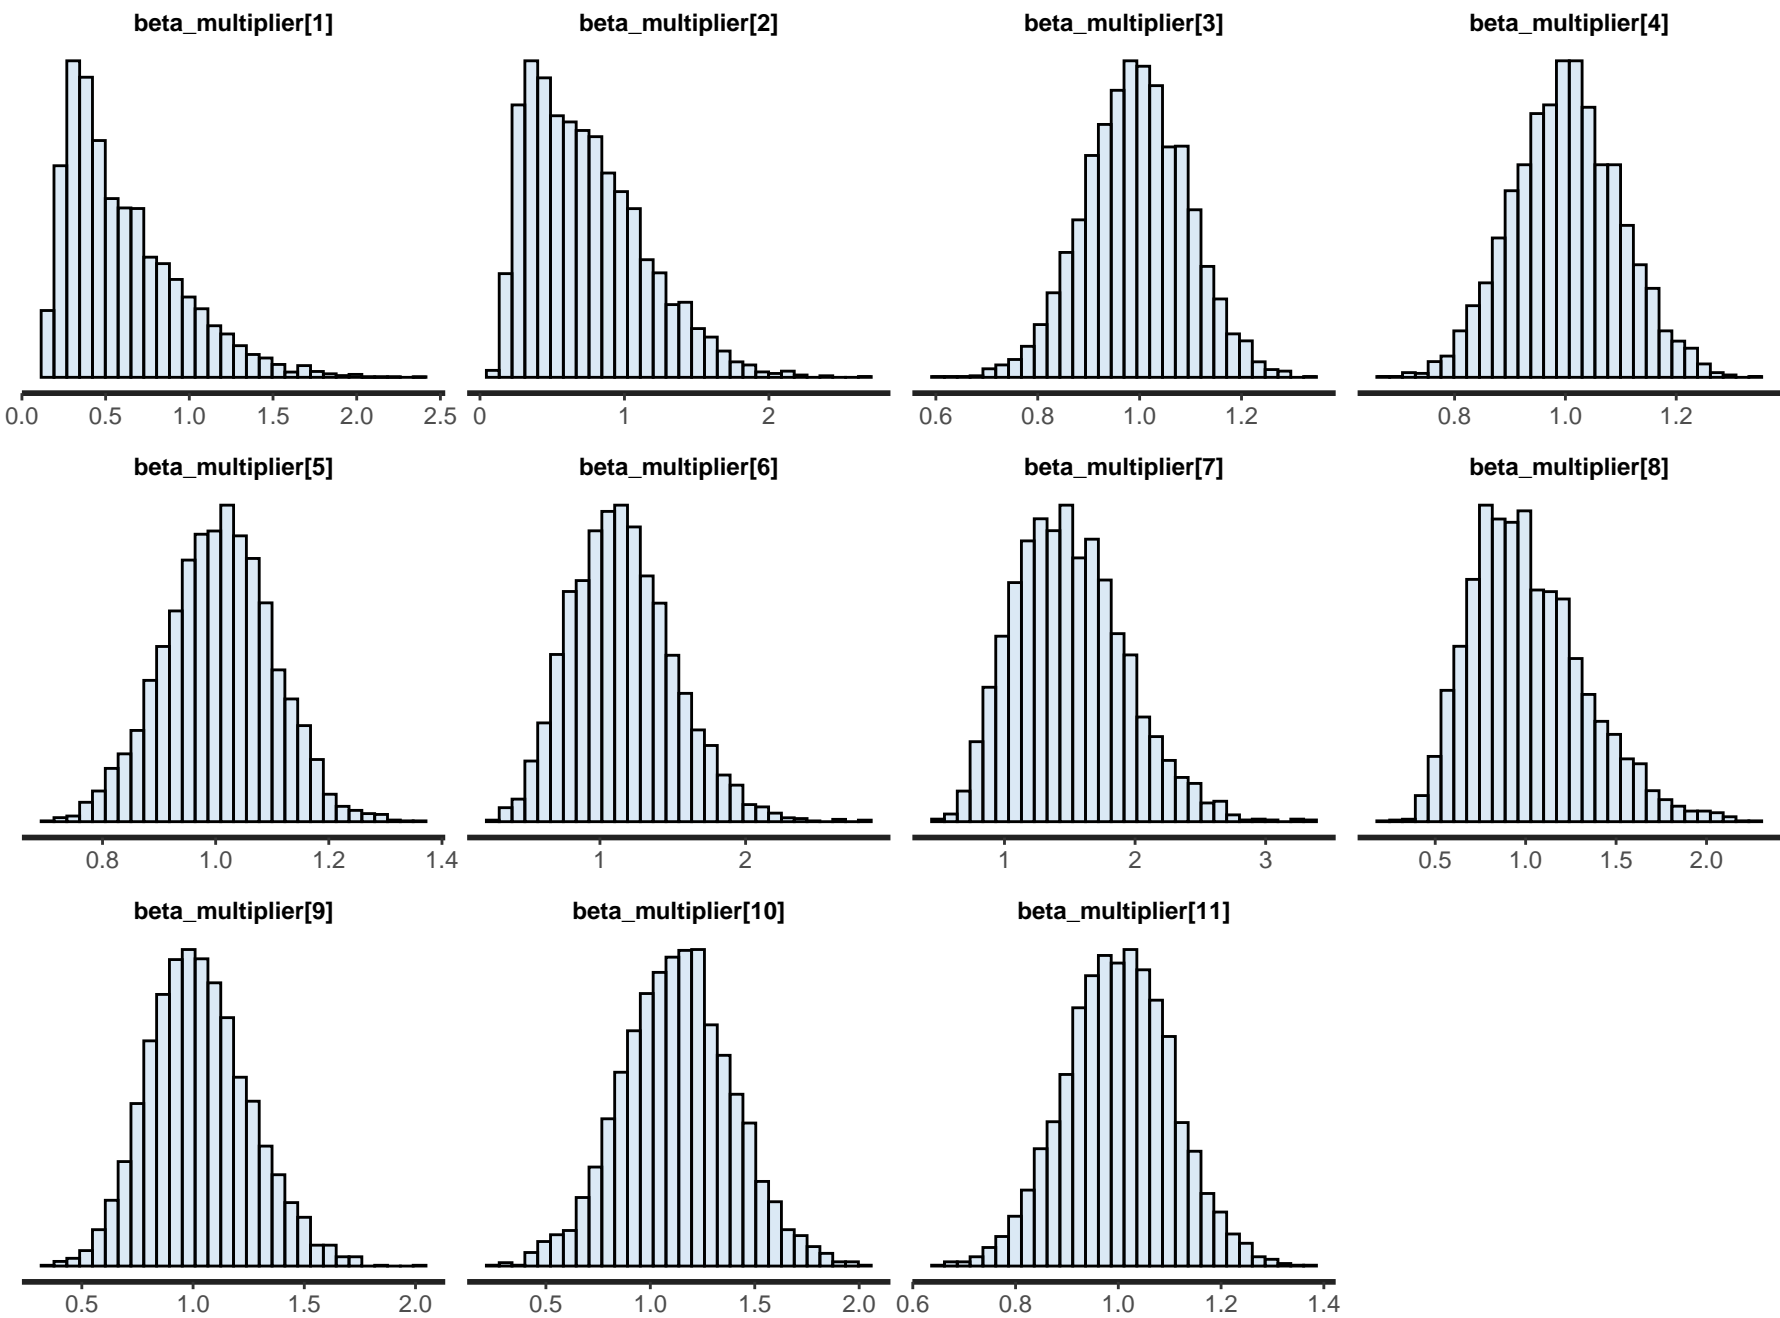 beta_multiplier[1] beta_multiplier[2] beta_multiplier[3] beta_multiplier[4]
0.0 0.5 1.0 1.5 2.0 2.5 0 1 2 0.6 0.8 1.0 1.2 0.8 1.0 1.2
beta_multiplier[5] beta_multiplier[6] beta_multiplier[7] beta_multiplier[8]
0.8 1.0 1.2 1.4 1 2 1 2 3 0.5 1.0 1.5 2.0
beta_multiplier[9] beta_multiplier[10] beta_multiplier[11]
0.5 1.0 1.5 2.0 0.5 1.0 1.5 2.0 0.6 0.8 1.0 1.2 1.4